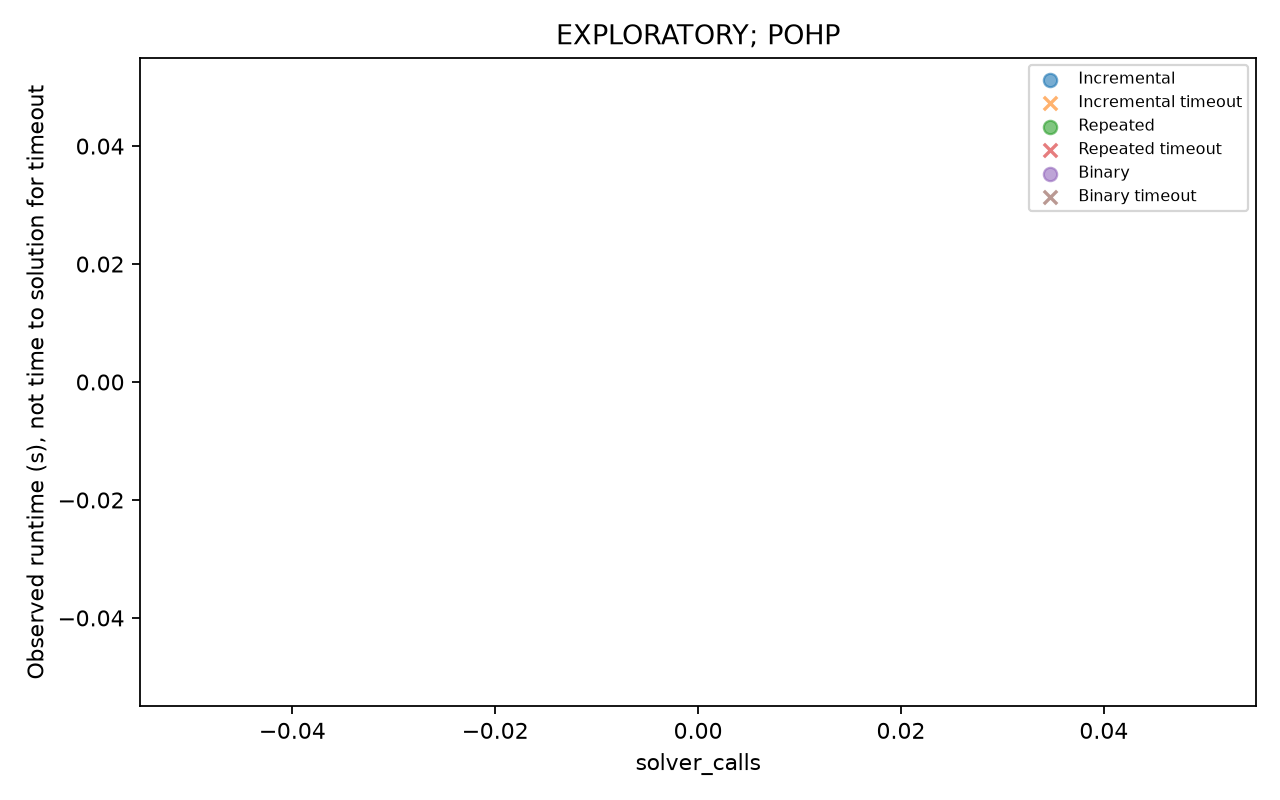 EXPLORATORY; POHP
Observed runtime (s), not time to solution for timeout
0.04
0.02
0.00
−0.02
−0.04
Incremental
Incremental timeout
Repeated
Repeated timeout
Binary
Binary timeout
−0.04
−0.02
0.00
0.02
0.04
solver_calls